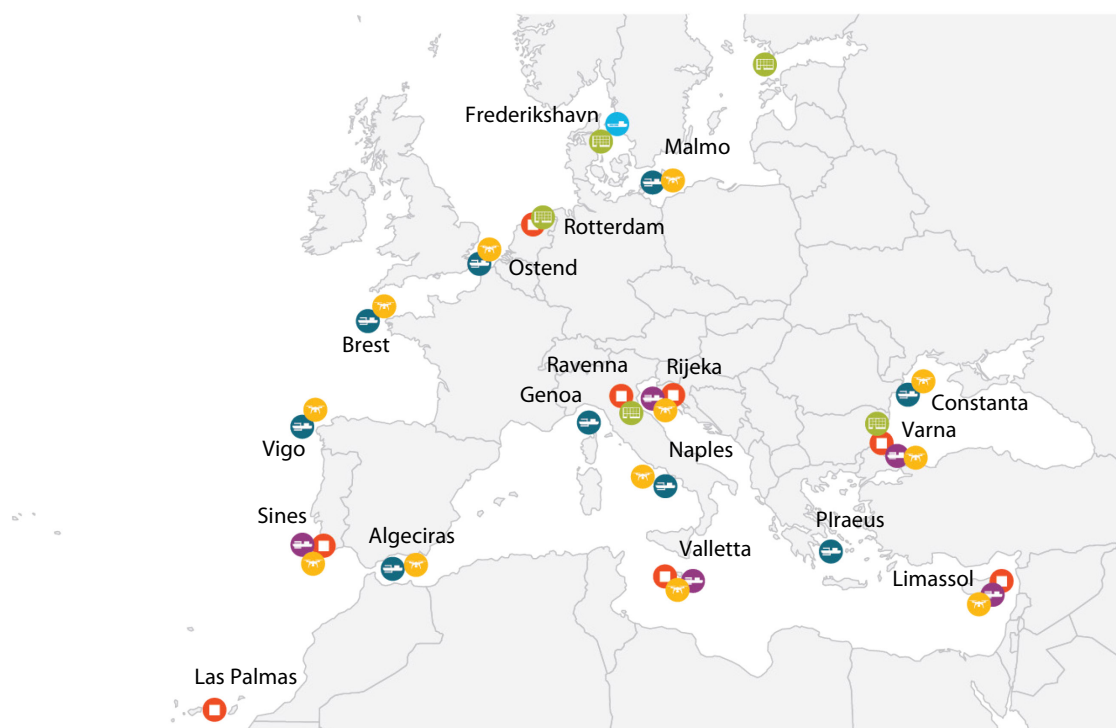 Frederikshavn
Malmo
Rotterdam
Ostend
Brest
Ravenna
Rijeka
Genoa
Constanta
Varna
Vigo
Naples
Sines
Algeciras
PIraeus
Valletta
Limassol
Las Palmas